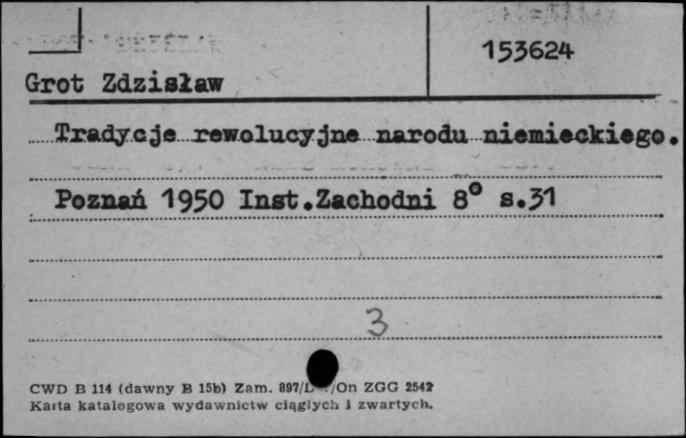 153624
Grot Zdzisław
Tradycje rewolucyjne narodu niemieckiego.
Poznań 1950 Inst.Zachodni 8° s.31
3
CWD B 114 (dawny B 15b) Zam. 897/ /On ZGG 2542
Karta katalogowa wydawnictw ciągłych i zwartych.